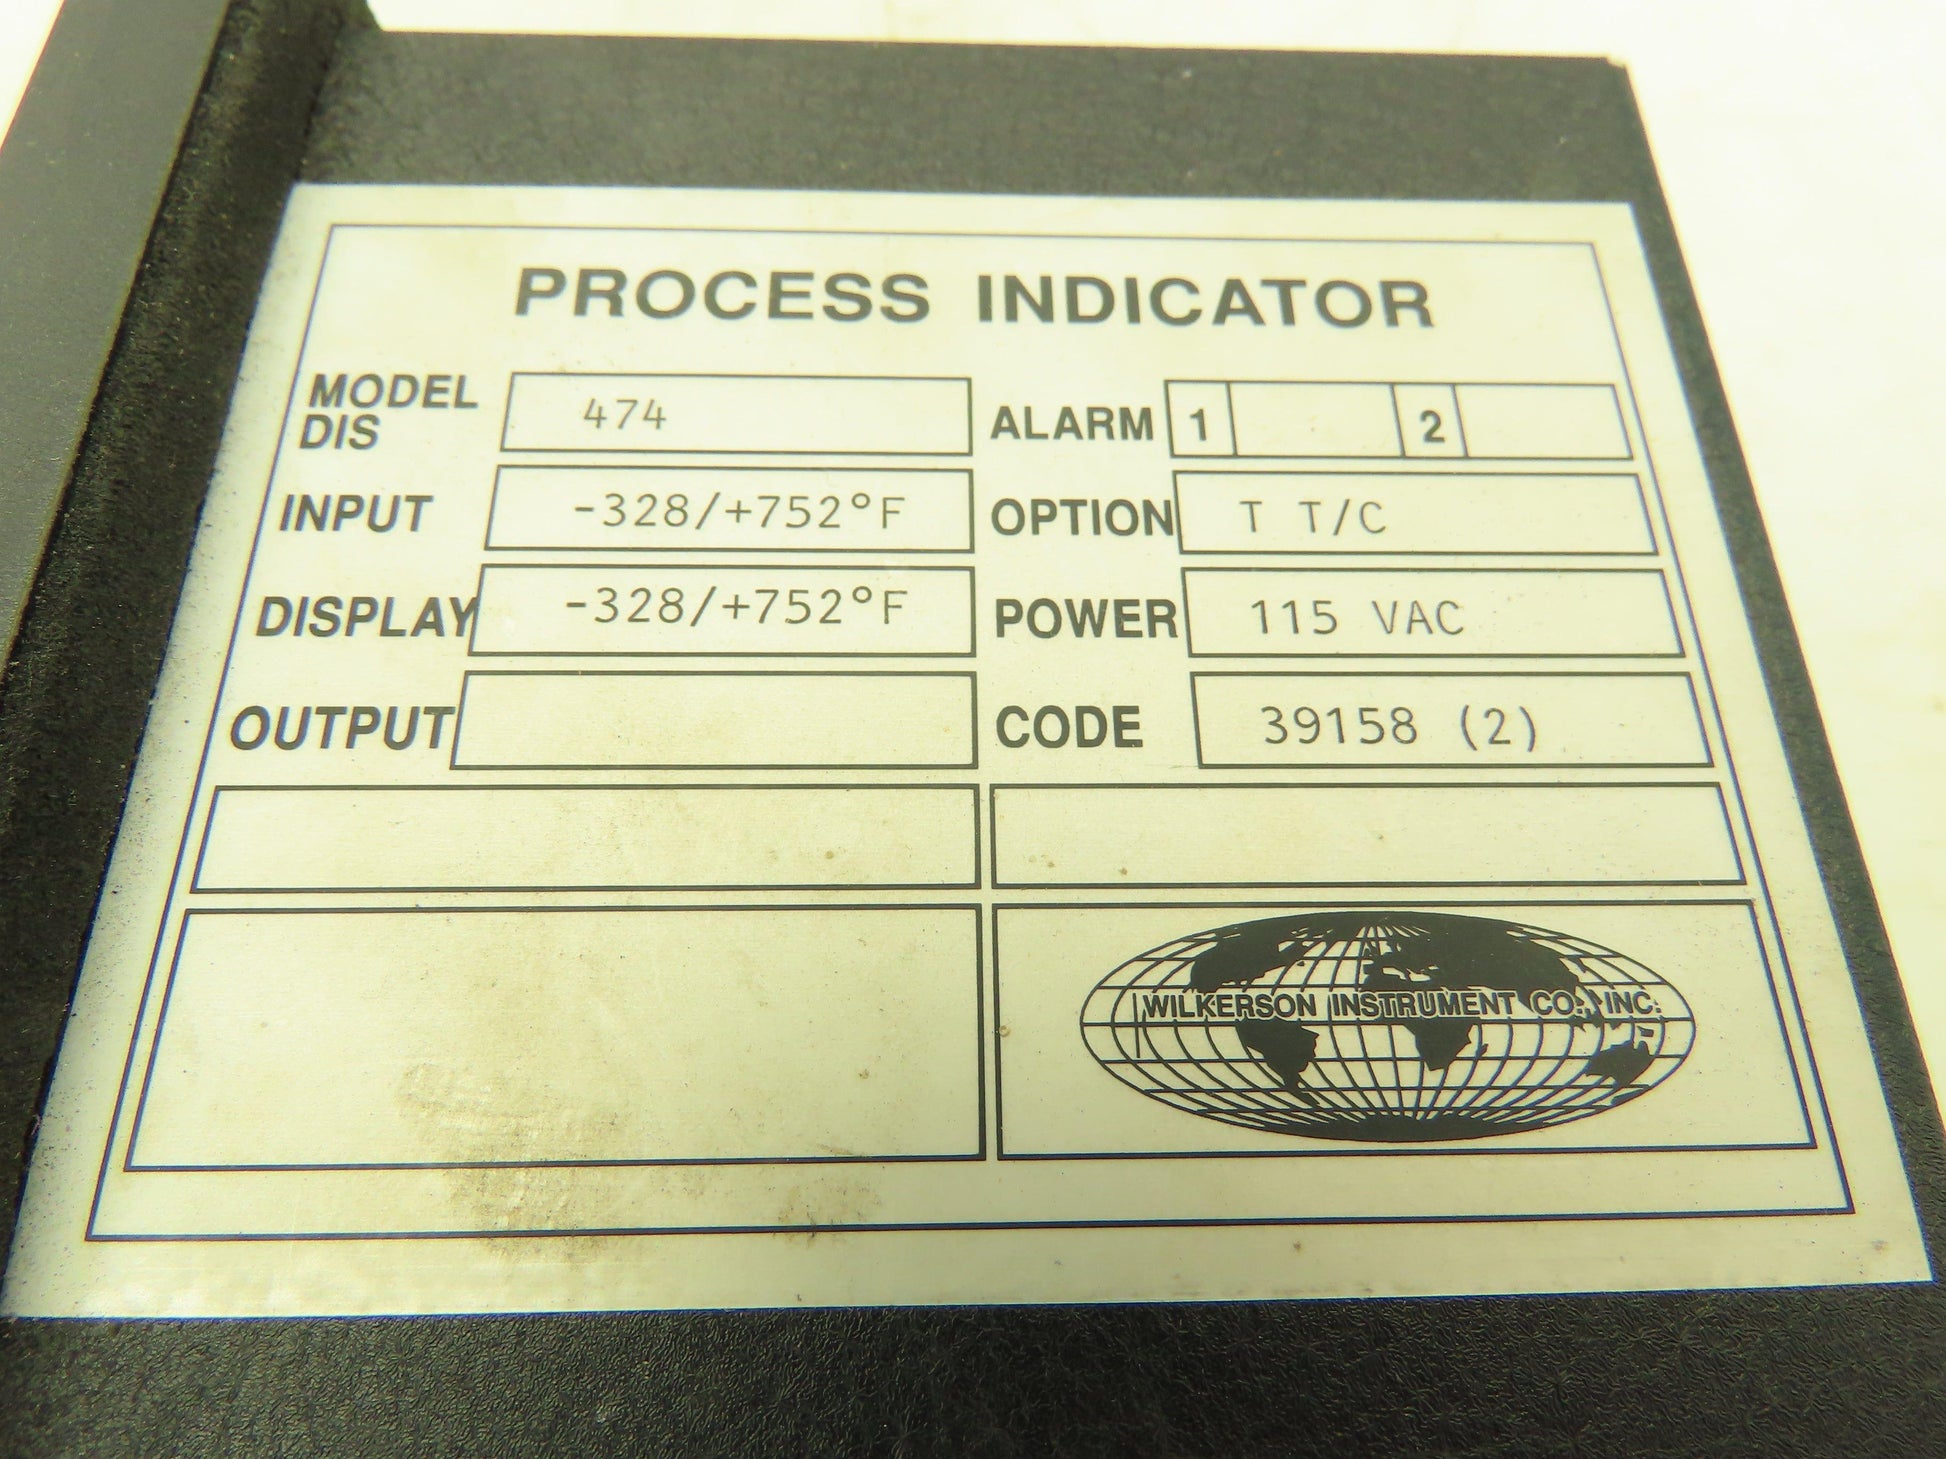 PROCESS INDICATOR
MODEL DIS 474 ALARM 1 2
INPUT -328/+752°F OPTION T T/C
DISPLAY -328/+752°F POWER 115 VAC
OUTPUT CODE 39158 (2)
WILKERSON INSTRUMENT CO., INC.